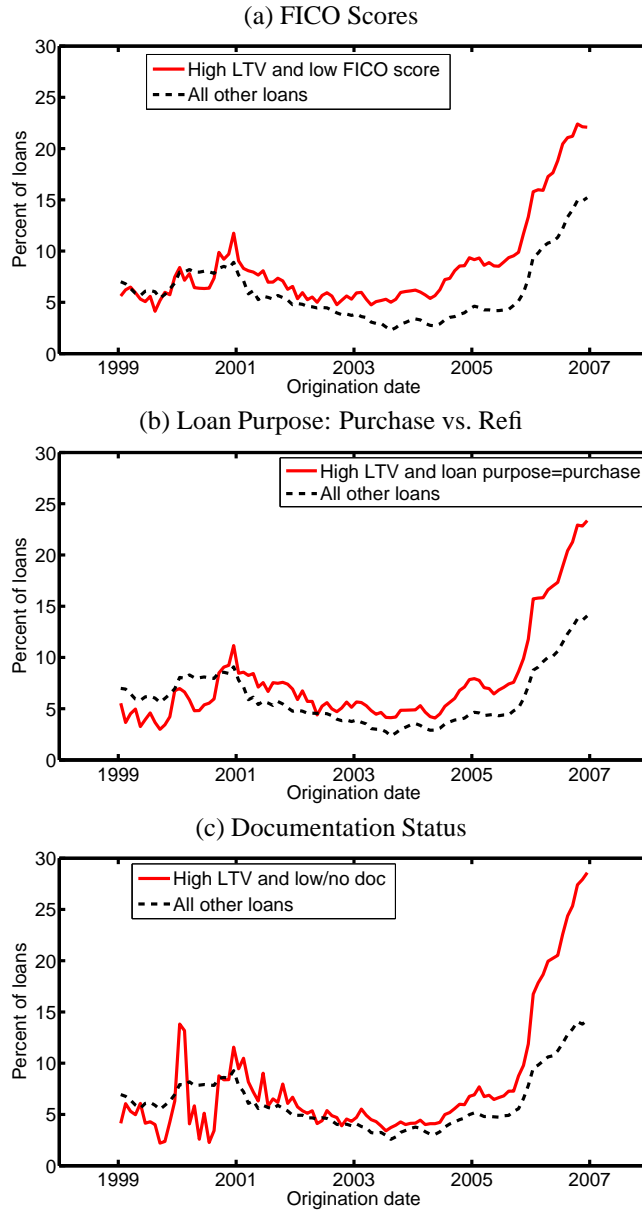 (a) FICO Scores
30
25
20
15
10
5
0
Percent of loans
High LTV and low FICO score
All other loans
1999 2001 2003 2005 2007
Origination date
(b) Loan Purpose: Purchase vs. Refi
30
25
20
15
10
5
0
Percent of loans
High LTV and loan purpose=purchase
All other loans
1999 2001 2003 2005 2007
Origination date
(c) Documentation Status
30
25
20
15
10
5
0
Percent of loans
High LTV and low/no doc
All other loans
1999 2001 2003 2005 2007
Origination date